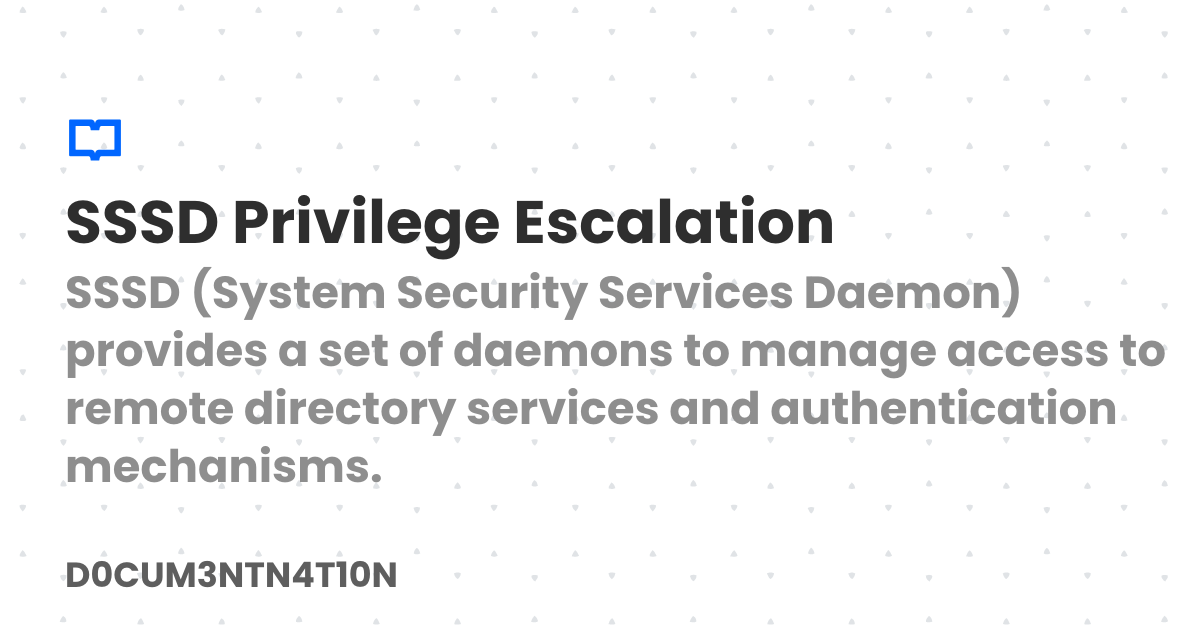 SSSD Privilege Escalation
SSSD (System Security Services Daemon)
provides a set of daemons to manage access to
remote directory services and authentication
mechanisms.
D0CUM3NTN4T10N